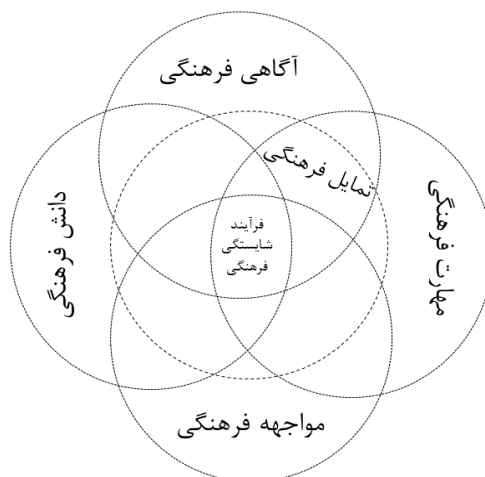 آگاهی فرهنگی
تمایل فرهنگی
مهارت فرهنگی
دانش فرهنگی
فرآیند
شایستگی
فرهنگی
مواجهه فرهنگی